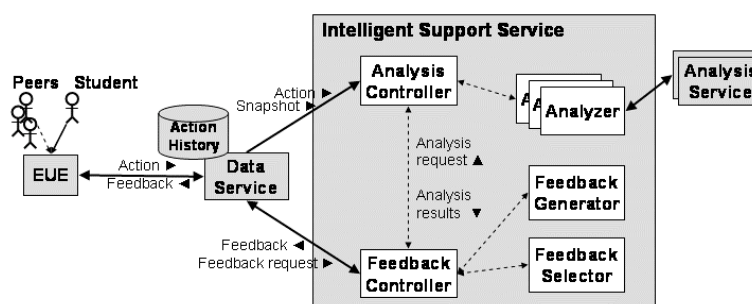 Intelligent Support Service
Peers Student
Action ►
Snapshot ►
Analysis
Controller
A
A
Analyzer
Analysis
Service
Action
History
Action ►
Feedback ◄
EUE
Data
Service
Analysis
request ▲
Analysis
results ▼
Feedback
Generator
Feedback ◄
Feedback request ►
Feedback
Controller
Feedback
Selector